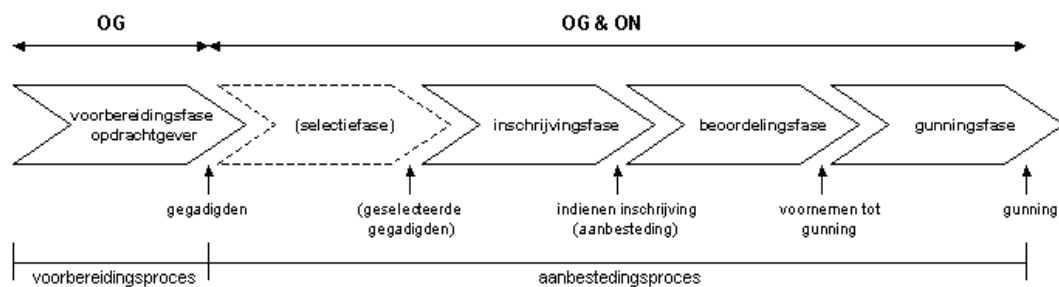 OG
OG & ON
voorbereidingsfase
opdrachtgever
(selectiefase)
inschrijvingsfase
beoordelingsfase
gunningsfase
gegadigden
(geselecteerde
gegadigden)
indienen inschrijving
(aanbesteding)
voornemen tot
gunning
gunning
voorbereidingsproces
aanbestedingsproces